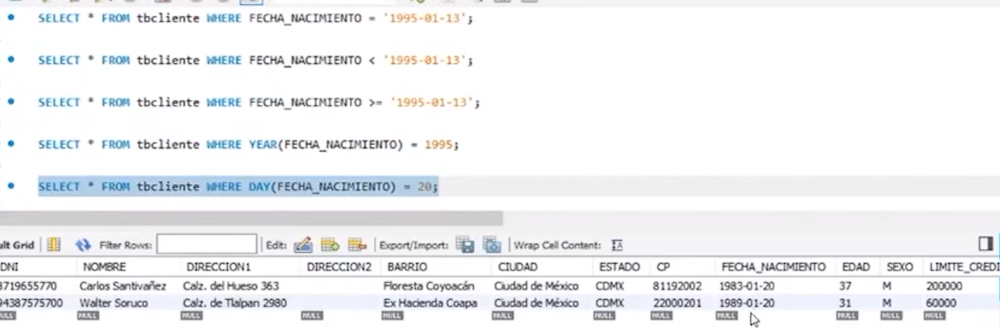 SELECT * FROM tbcliente WHERE FECHA_NACIMIENTO = '1995-01-13';
SELECT * FROM tbcliente WHERE FECHA_NACIMIENTO < '1995-01-13';
SELECT * FROM tbcliente WHERE FECHA_NACIMIENTO >= '1995-01-13';
SELECT * FROM tbcliente WHERE YEAR(FECHA_NACIMIENTO) = 1995;
SELECT * FROM tbcliente WHERE DAY(FECHA_NACIMIENTO) = 20;
ult Grid Filter Rows: Edit: Export/Import: Wrap Cell Content:
DNI NOMBRE DIRECCION1 DIRECCION2 BARRIO CIUDAD ESTADO CP FECHA_NACIMIENTO EDAD SEXO LIMITE_CREDI
3719655770 Carlos Santivañez Calz. del Hueso 363 Floresta Coyoacán Ciudad de México CDMX 81192002 1983-01-20 37 M 200000
94387575700 Walter Soruco Calz. de Tlalpan 2980 Ex Hacienda Coapa Ciudad de México CDMX 22000201 1989-01-20 31 M 60000
NULL NULL NULL NULL NULL NULL NULL NULL NULL NULL NULL